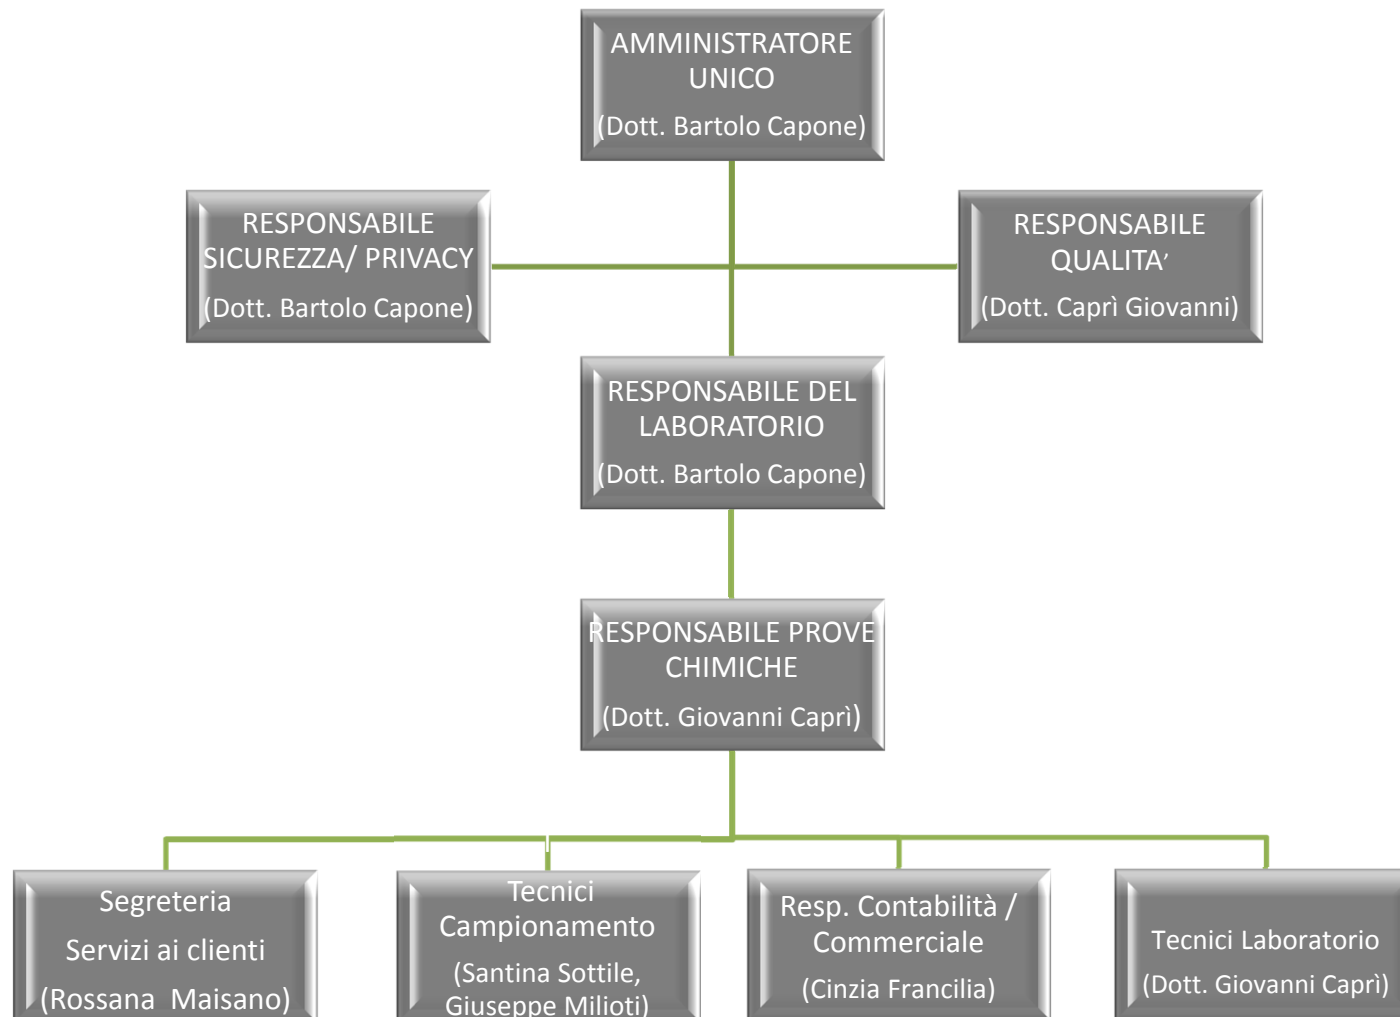 AMMINISTRATORE
UNICO
(Dott. Bartolo Capone)
RESPONSABILE
SICUREZZA/ PRIVACY
(Dott. Bartolo Capone)
RESPONSABILE
QUALITA’
(Dott. Caprì Giovanni)
RESPONSABILE DEL
LABORATORIO
(Dott. Bartolo Capone)
RESPONSABILE PROVE
CHIMICHE
(Dott. Giovanni Caprì)
Segreteria
Servizi ai clienti
(Rossana Maisano)
Tecnici
Campionamento
(Santina Sottile,
Giuseppe Milioti)
Resp. Contabilità /
Commerciale
(Cinzia Francilia)
Tecnici Laboratorio
(Dott. Giovanni Caprì)